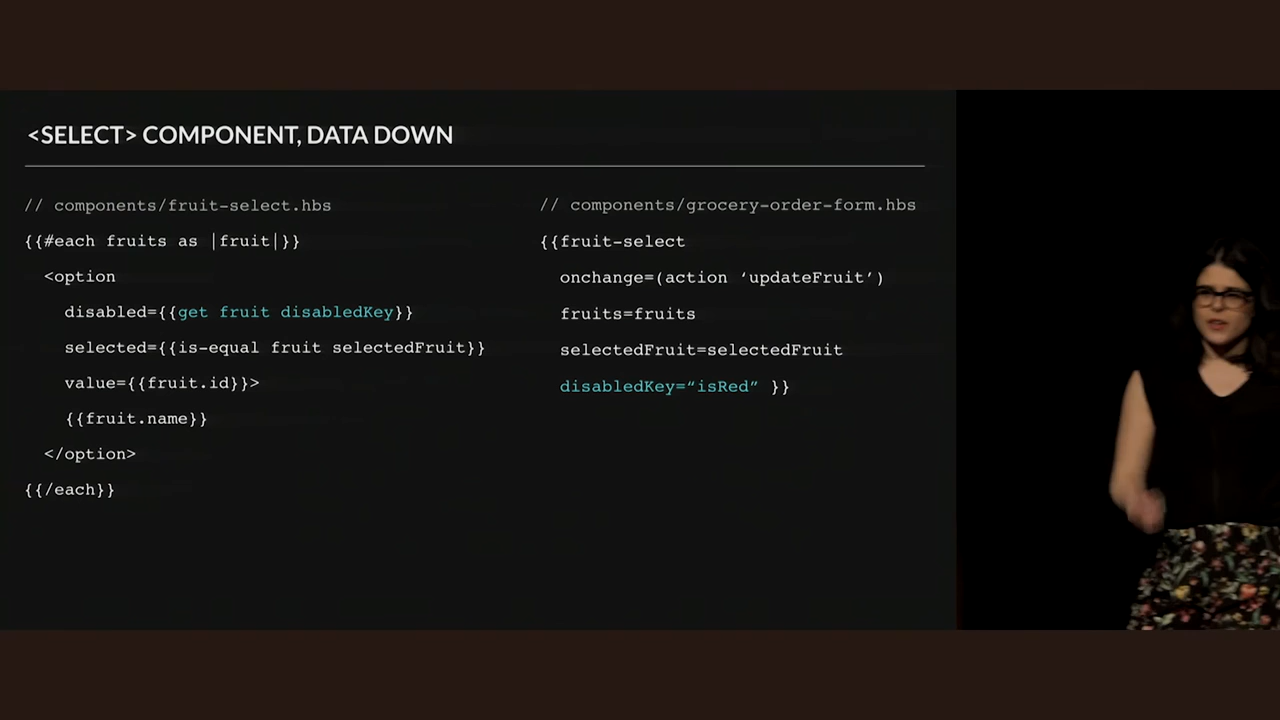 <SELECT> COMPONENT, DATA DOWN
// components/fruit-select.hbs
{{#each fruits as |fruit|}}
<option
disabled={{get fruit disabledKey}}
selected={{is-equal fruit selectedFruit}}
value={{fruit.id}}>
{{fruit.name}}
</option>
{{/each}}
// components/grocery-order-form.hbs
{{fruit-select
onchange=(action ‘updateFruit’)
fruits=fruits
selectedFruit=selectedFruit
disabledKey=“isRed” }}